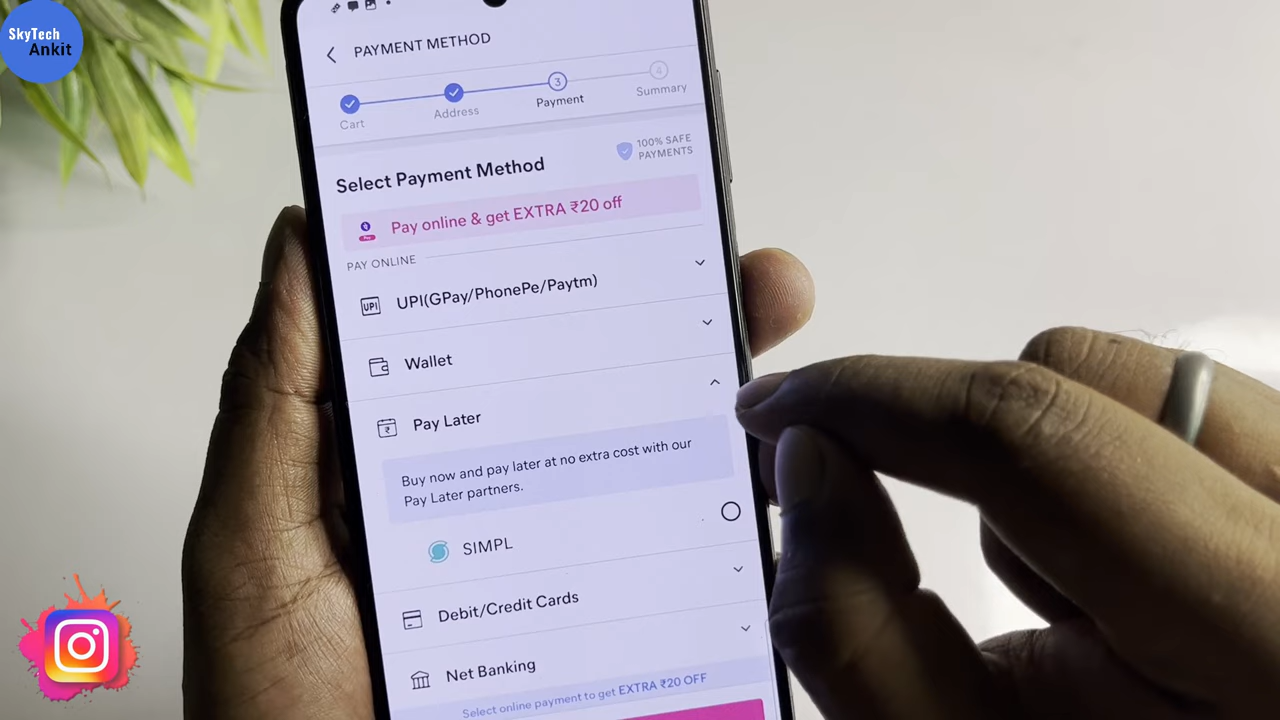 SkyTech
Ankit
PAYMENT METHOD
3
4
Cart
Address
Payment
Summary
Select Payment Method
100% SAFE
PAYMENTS
Pay online & get EXTRA ₹20 off
PAY ONLINE
UPI
UPI(GPay/PhonePe/Paytm)
Wallet
₹
Pay Later
Buy now and pay later at no extra cost with our
Pay Later partners.
SIMPL
Debit/Credit Cards
Net Banking
Select online payment to get EXTRA ₹20 OFF